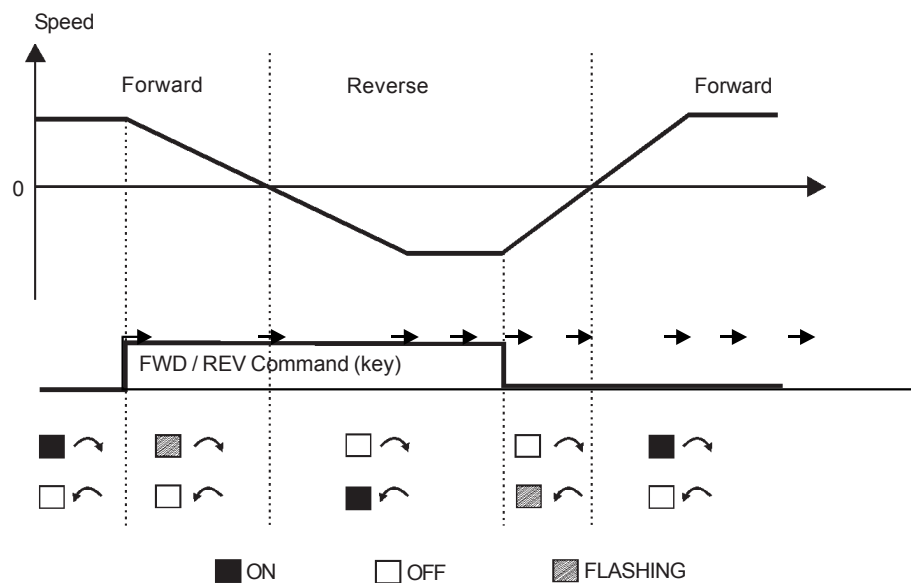 Speed
Forward
Reverse
Forward
0
FWD / REV Command (key)
ON
OFF
FLASHING